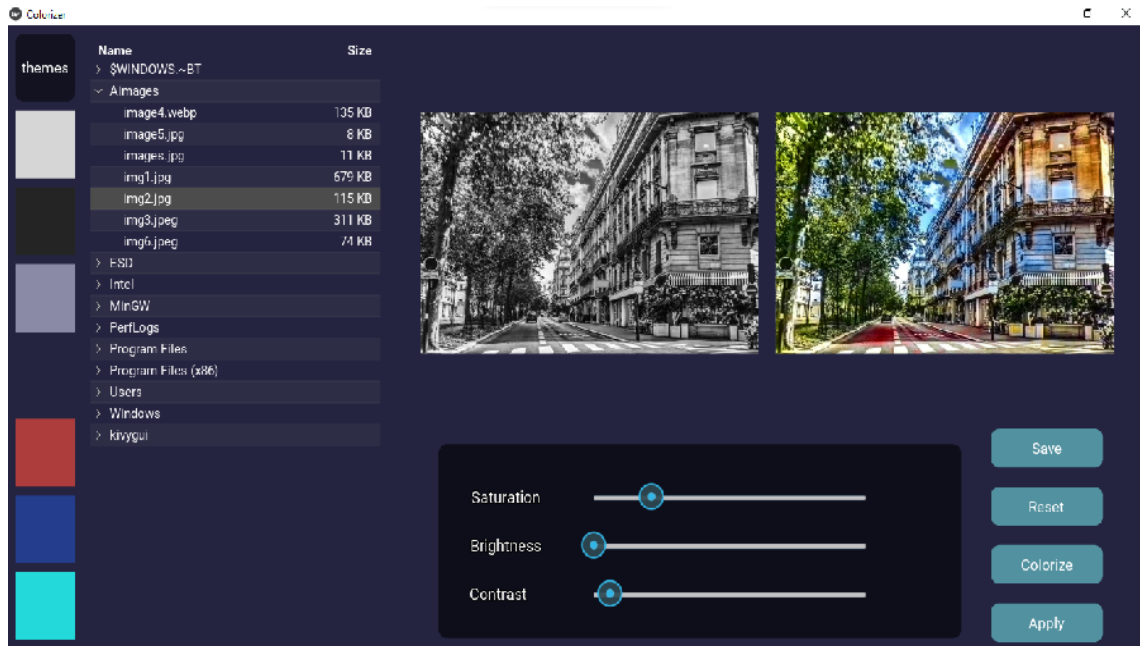 Colorizer
themes
Name Size
> $WINDOWS.~BT
AImages
image4.webp 135 KB
image5.jpg 8 KB
images.jpg 11 KB
img1.jpg 679 KB
img2.jpg 115 KB
img3.jpeg 311 KB
img6.jpeg 74 KB
> ESD
> Intel
> MinGW
> PerfLogs
> Program Files
> Program Files (x86)
> Users
> Windows
> kivygui
Saturation
Brightness
Contrast
Save
Reset
Colorize
Apply